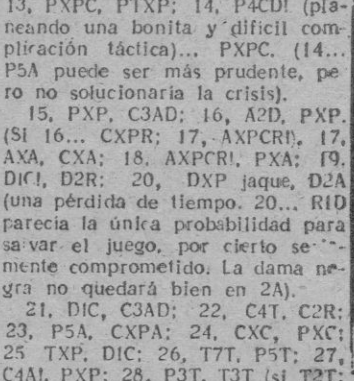 13, PXPC, PTXP; 14, P4CD! (pla-
neando una bonita y dificil com-
plicación táctica)... PXPC. (14...
P5A puede ser más prudente, pe
ro no solucionaria la crisis).
15, PXP, C3AD; 16, A2D, PXP.
(Si 16... CXPR; 17, AXPCR!). 17,
AXA, CXA; 18, AXPCR!, PXA; 19,
D1C!, D2R; 20, DXP jaque, D2A
(una pérdida de tiempo. 20... R1D
parecía la única probabilidad para
salvar el juego, por cierto se
mente comprometido. La dama ne-
gra no quedará bien en 2A).
21, D1C, C3AD; 22, C4T, C2R;
23, P5A, CXPA; 24, CXC, PXC;
25 TXP, D1C; 26, T7T, P5T; 27,
C4A!, PXP; 28, P3T, T3T (si T2T;